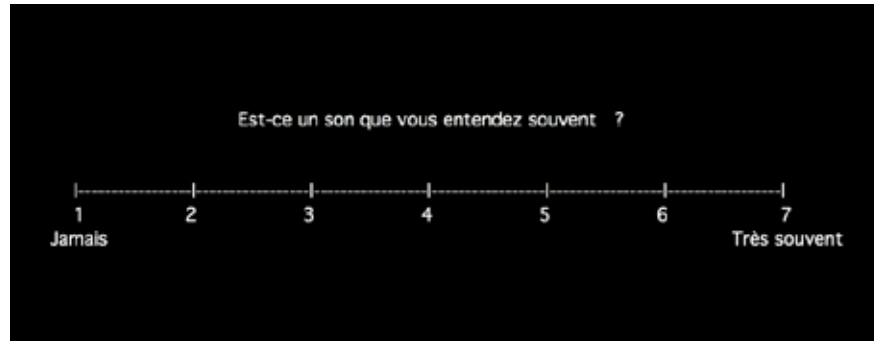 Est-ce un son que vous entendez souvent ?
1 2 3 4 5 6 7
Jamais Très souvent